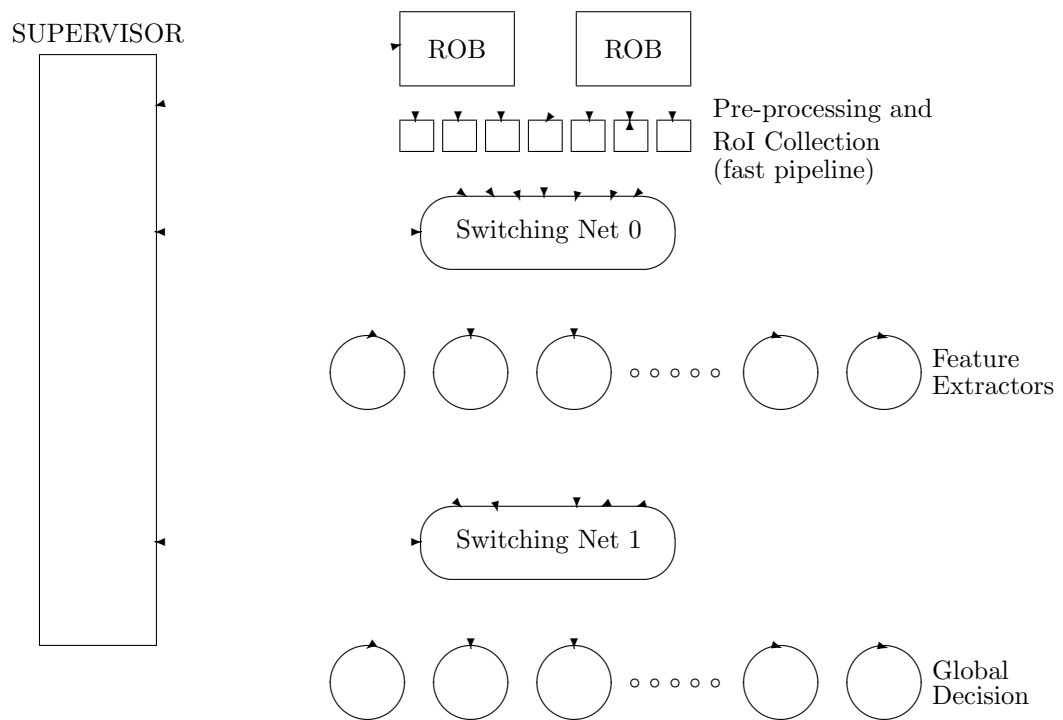 SUPERVISOR
ROB
ROB
Pre-processing and
RoI Collection
(fast pipeline)
Switching Net 0
Feature
Extractors
Switching Net 1
Global
Decision